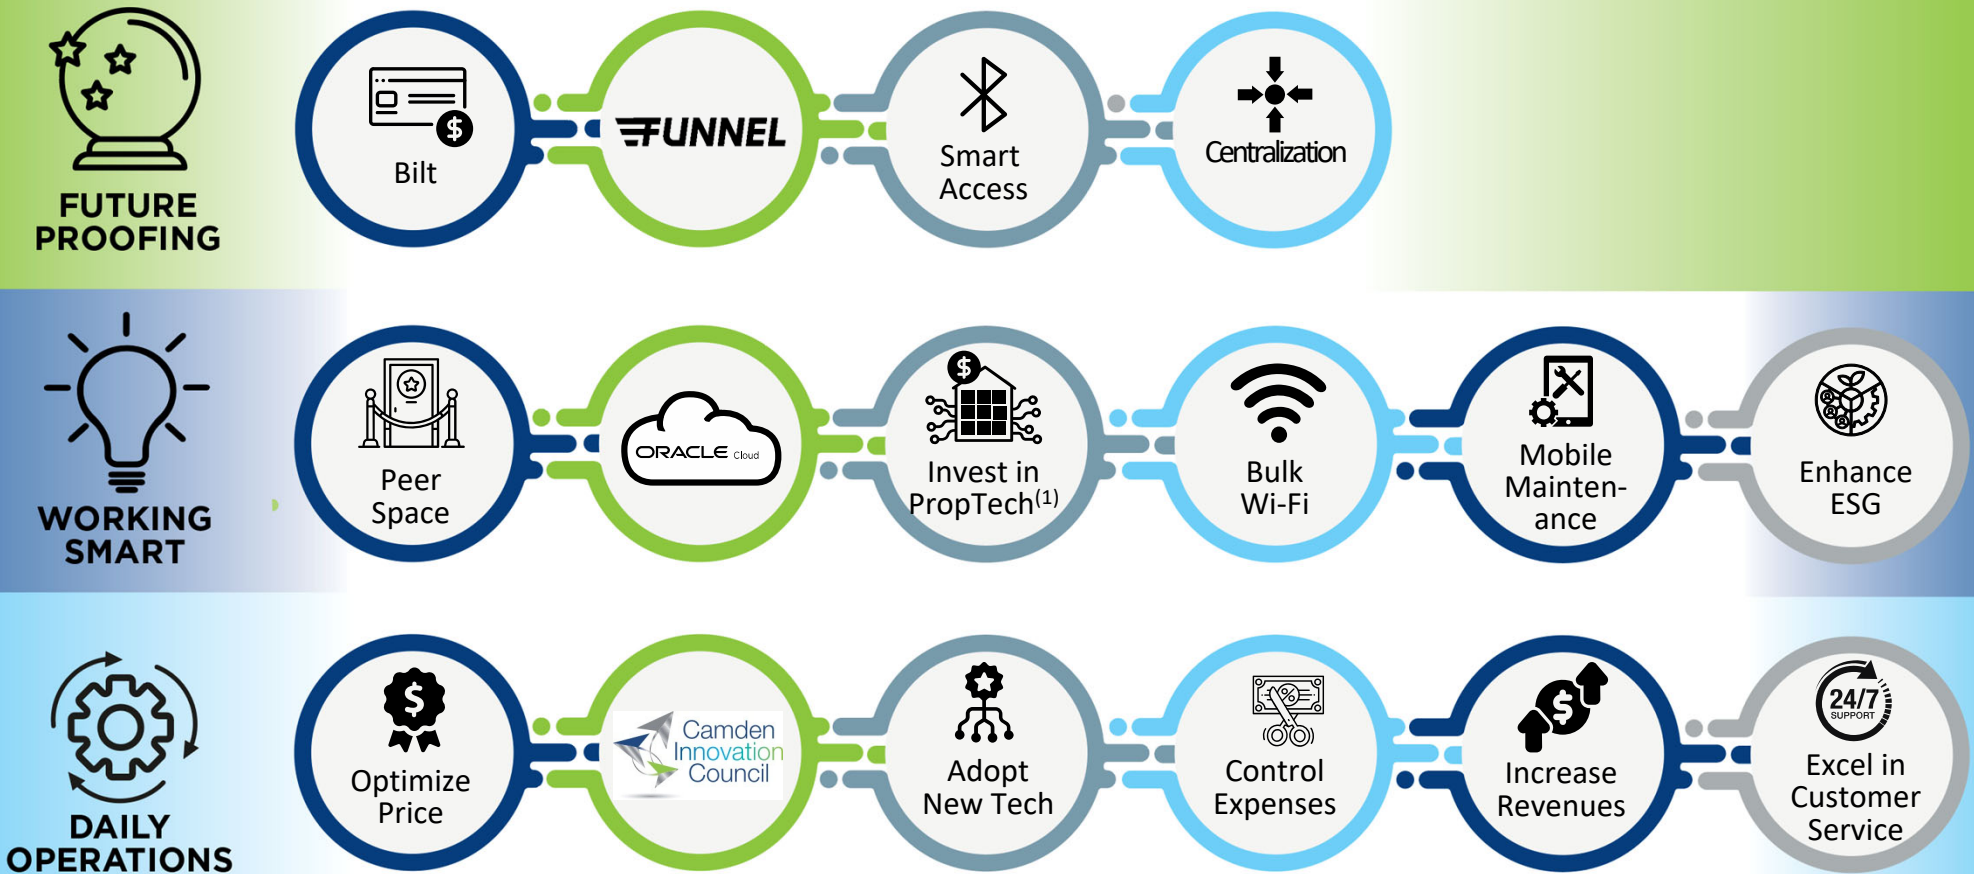 FUTURE
PROOFING
$
Bilt
FUNNEL
Smart
Access
Centralization
WORKING
SMART
Peer
Space
ORACLE Cloud
$
Invest in
PropTech(1)
Bulk
Wi-Fi
Mobile
Mainten-
ance
Enhance
ESG
DAILY
OPERATIONS
$
Optimize
Price
Camden
Innovation
Council
Adopt
New Tech
%
Control
Expenses
$
Increase
Revenues
24/7
SUPPORT
Excel in
Customer
Service